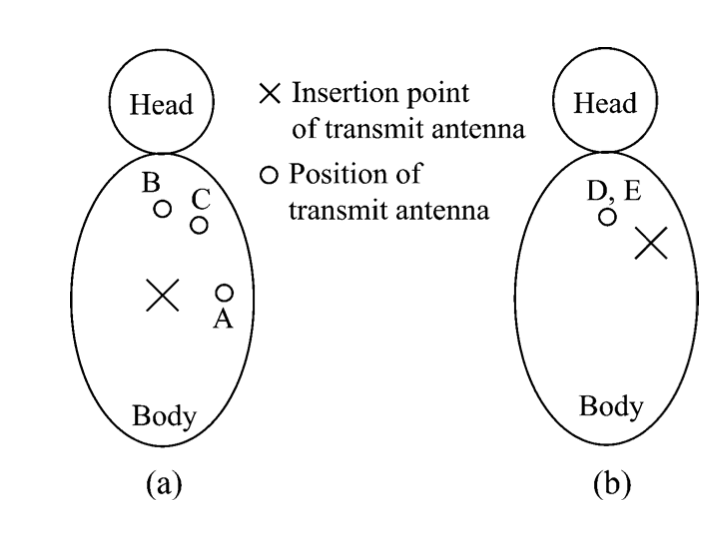 Head
B
C
A
Body
(a)
× Insertion point
of transmit antenna
○ Position of
transmit antenna
Head
D, E
Body
(b)